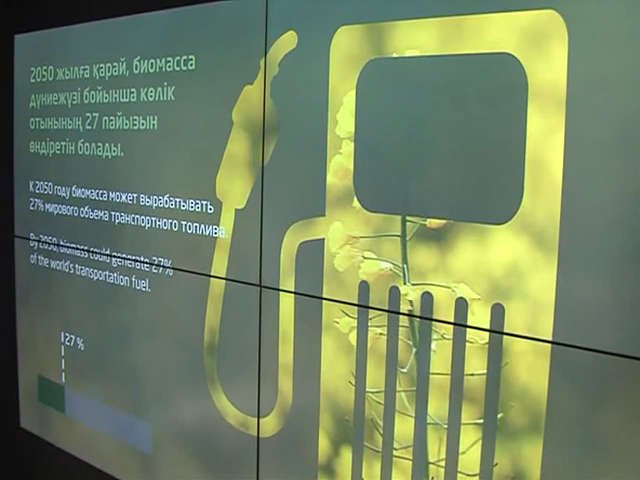 2050 жылға қарай, биомасса
дүниежүзі бойынша көлік
отынының 27 пайызын
өндіретін болады.
К 2050 году биомасса может вырабатывать
27% мирового объема транспортного топлива.
By 2050, biomass could generate 27%
of the world's transportation fuel.
27 %